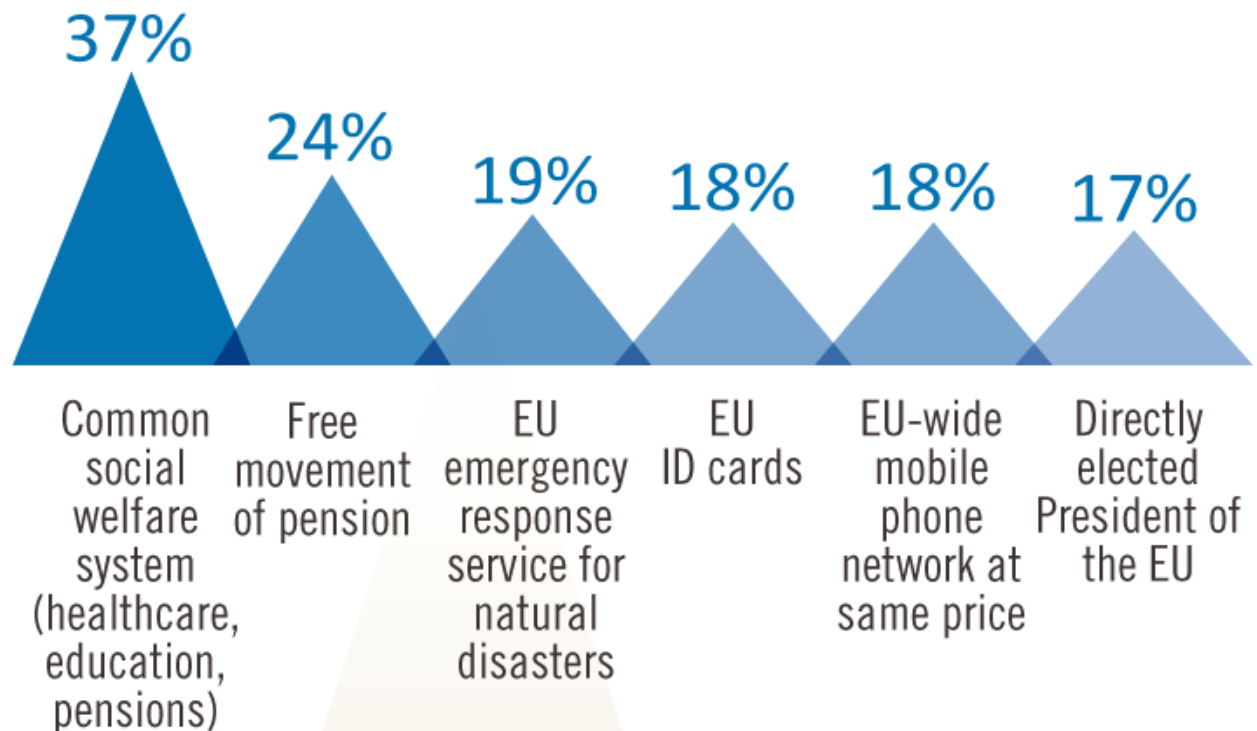 37%
24%
19%
18%
18%
17%
Common
social
welfare
system
(healthcare,
education,
pensions)
Free
movement
of pension
EU
emergency
response
service for
natural
disasters
EU
ID cards
EU-wide
mobile
phone
network at
same price
Directly
elected
President of
the EU